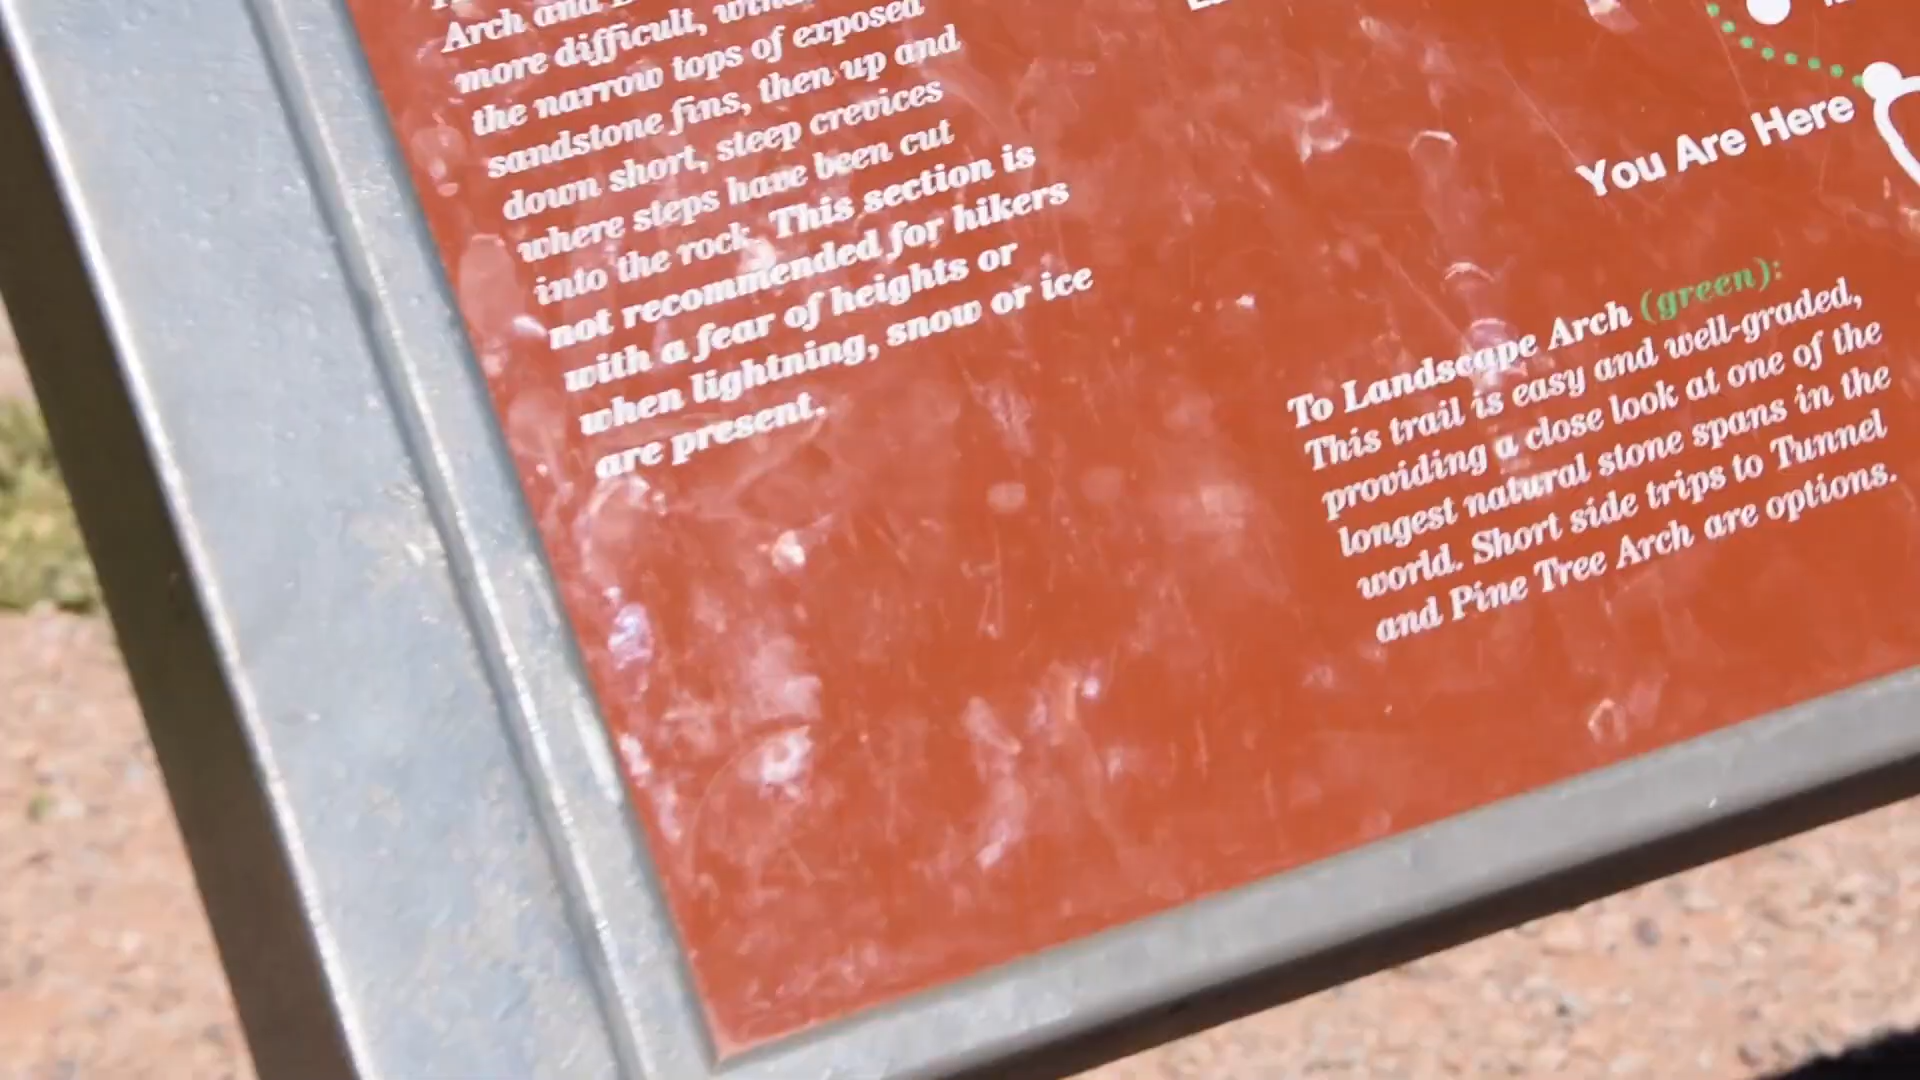 Arch and
more difficult,
the narrow tops of exposed
sandstone fins, then up and
down short, steep crevices
where steps have been cut
into the rock. This section is
not recommended for hikers
with a fear of heights or
when lightning, snow or ice
are present.
You Are Here
To Landscape Arch (green):
This trail is easy and well-graded,
providing a close look at one of the
longest natural stone spans in the
world. Short side trips to Tunnel
and Pine Tree Arch are options.